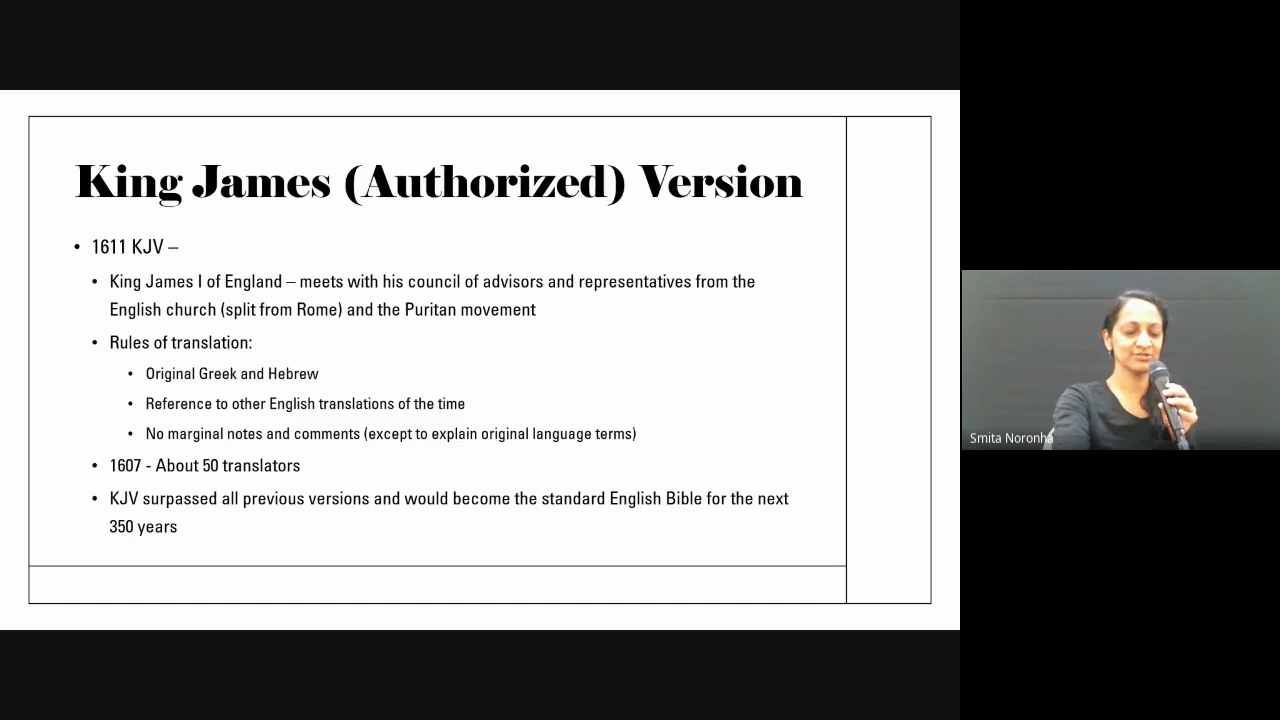 King James (Authorized) Version
• 1611 KJV –
• King James I of England – meets with his council of advisors and representatives from the
English church (split from Rome) and the Puritan movement
• Rules of translation:
• Original Greek and Hebrew
• Reference to other English translations of the time
• No marginal notes and comments (except to explain original language terms)
• 1607 - About 50 translators
• KJV surpassed all previous versions and would become the standard English Bible for the next
350 years
Smita Noronha